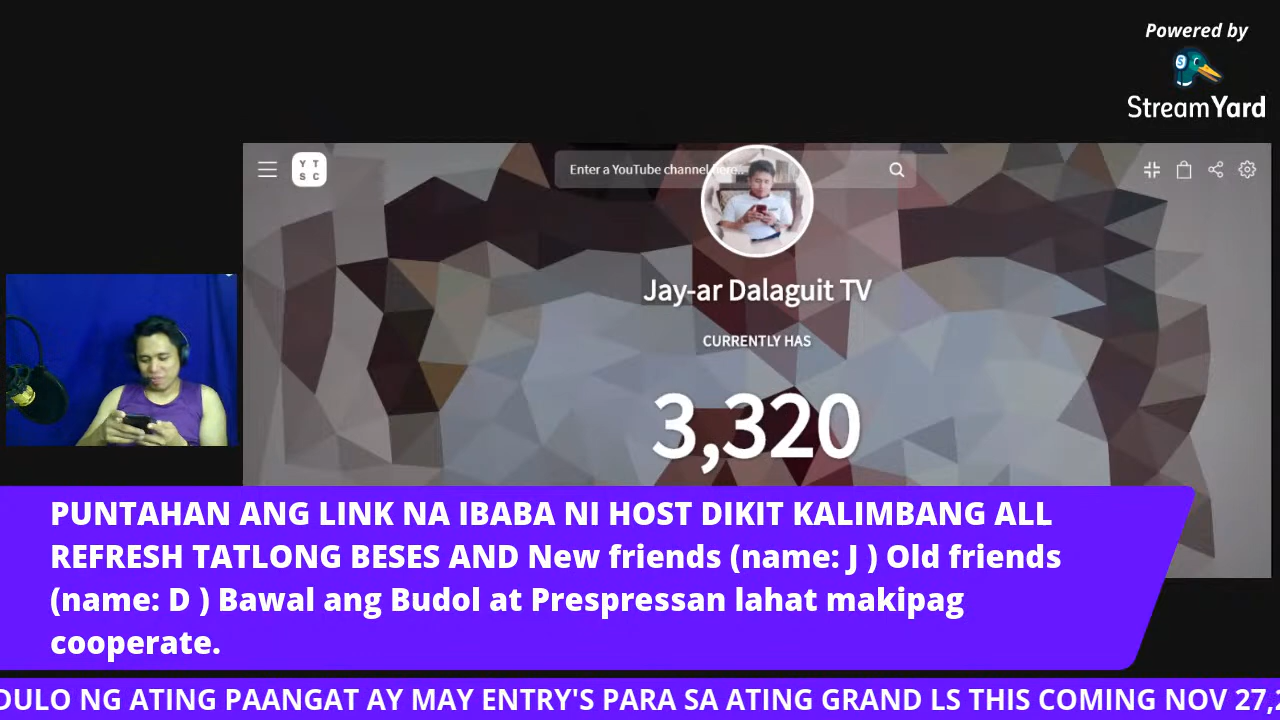 Powered by
StreamYard
Y T
S C
Enter a YouTube channel here...
Jay-ar Dalaguit TV
CURRENTLY HAS
3,320
PUNTAHAN ANG LINK NA IBABA NI HOST DIKIT KALIMBANG ALL
REFRESH TATLONG BESES AND New friends (name: J ) Old friends
(name: D ) Bawal ang Budol at Prespressan lahat makipag
cooperate.
DULO NG ATING PAANGAT AY MAY ENTRY'S PARA SA ATING GRAND LS THIS COMING NOV 27,